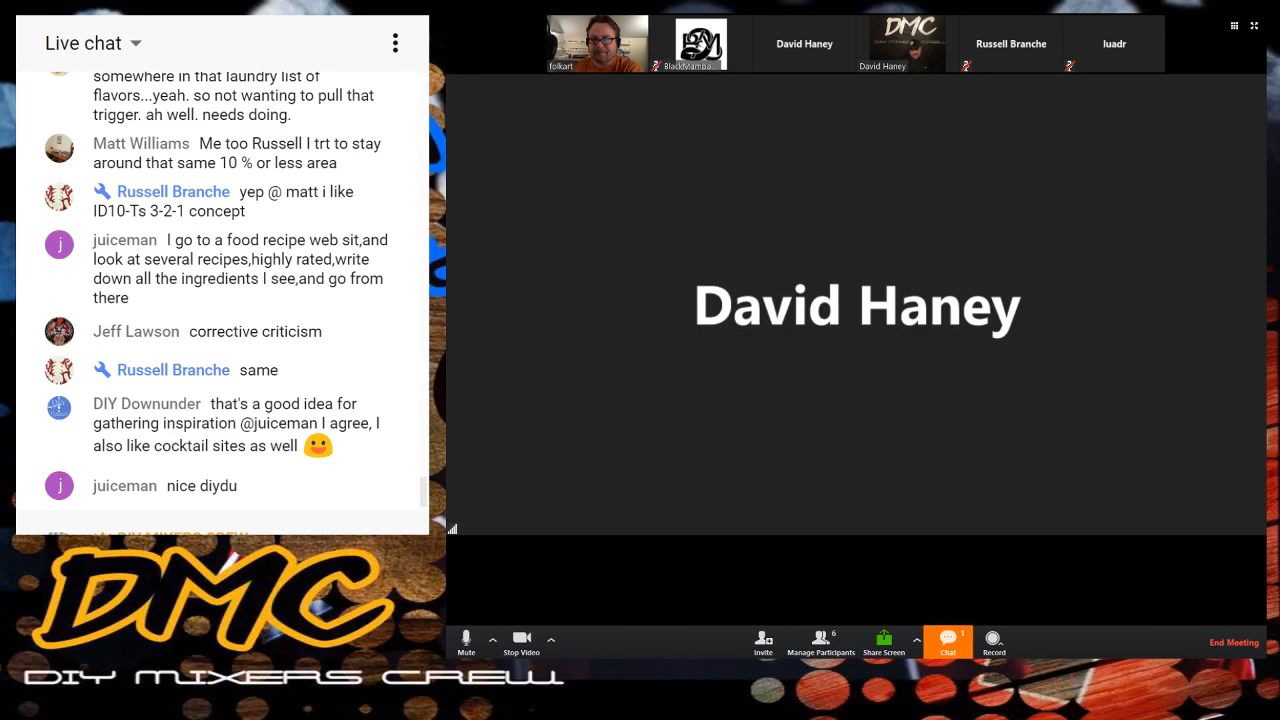 Live chat
somewhere in that laundry list of
flavors...yeah. so not wanting to pull that
trigger. ah well. needs doing.
Matt Williams Me too Russell I trt to stay
around that same 10 % or less area
Russell Branche yep @ matt i like
ID10-Ts 3-2-1 concept
juiceman I go to a food recipe web sit,and
look at several recipes,highly rated,write
down all the ingredients I see,and go from
there
Jeff Lawson corrective criticism
Russell Branche same
DIY Downunder that's a good idea for
gathering inspiration @juiceman I agree, I
also like cocktail sites as well
j juiceman nice diydu
DIY MIXERS CREW
DMC
DIY MIXERS CREW
folkart
BlackMamba...
David Haney
DMC
David Haney
Russell Branche
luadr
David Haney
Mute
Stop Video
Invite
6
Manage Participants
Share Screen
1
Chat
Record
End Meeting